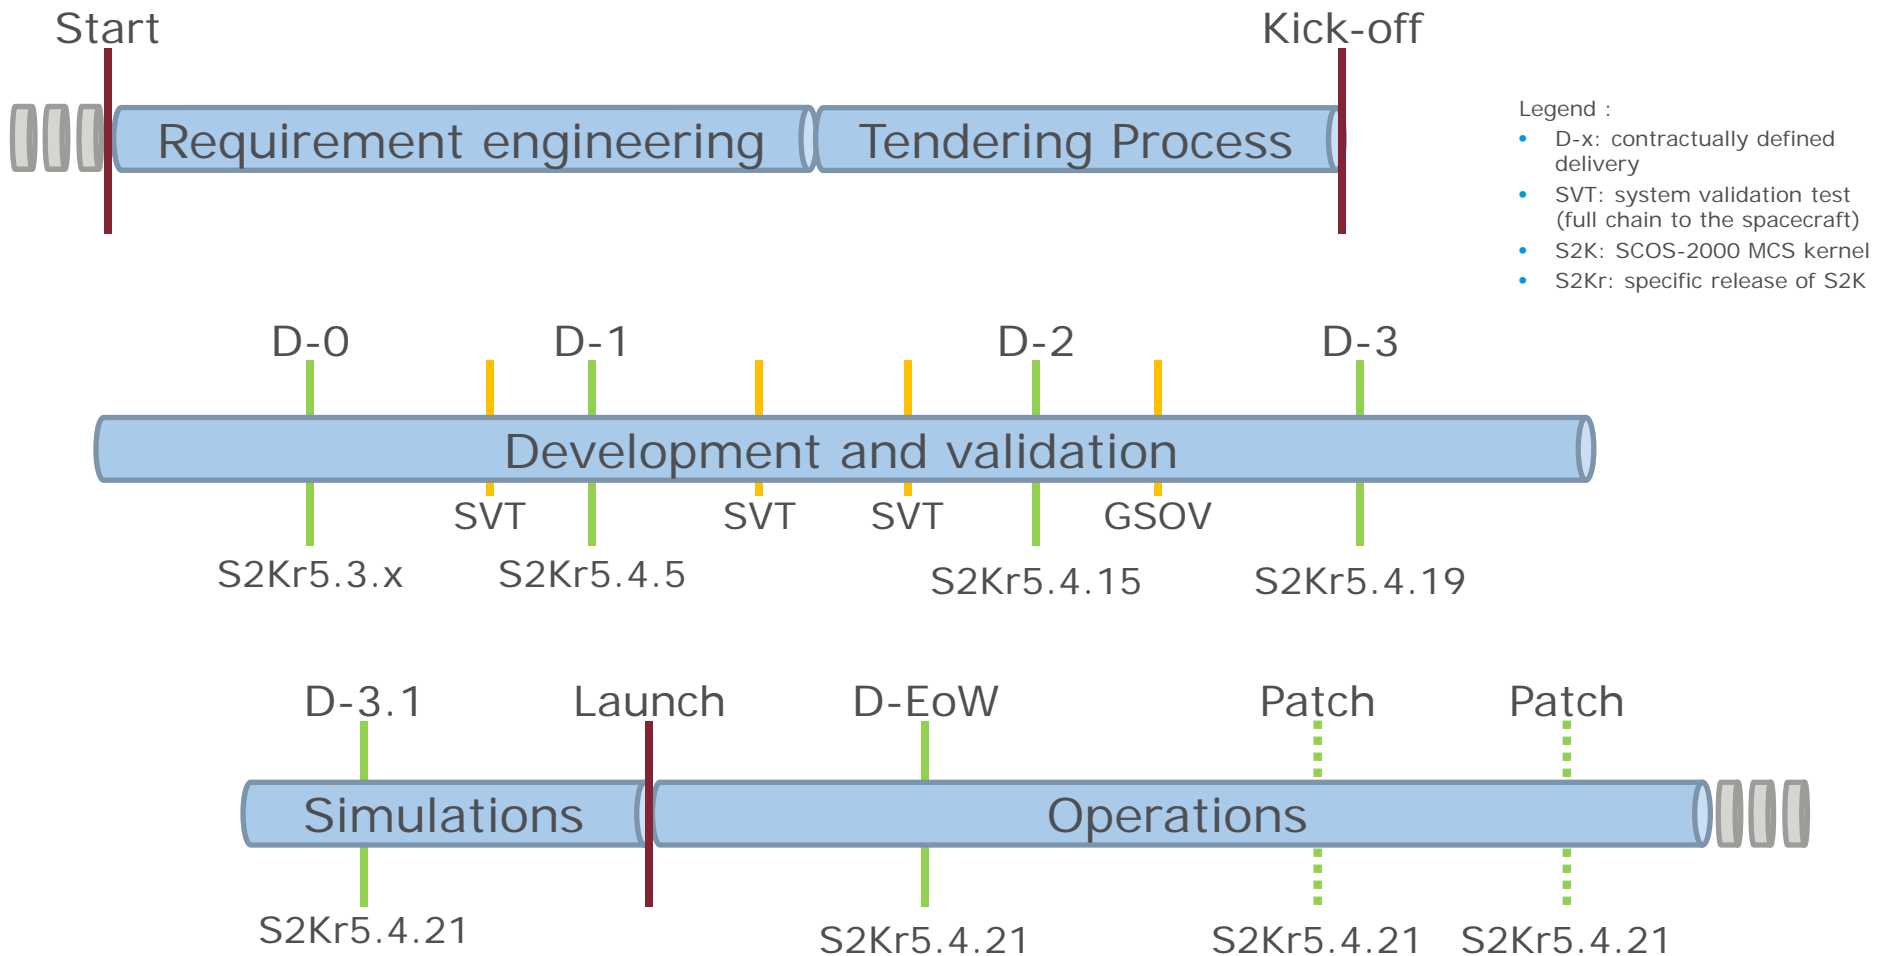 Start
Kick-off
Requirement engineering
Tendering Process
Legend :
• D-x: contractually defined
delivery
• SVT: system validation test
(full chain to the spacecraft)
• S2K: SCOS-2000 MCS kernel
• S2Kr: specific release of S2K
D-0
D-1
D-2
D-3
Development and validation
SVT
SVT
SVT
GSOV
S2Kr5.3.x
S2Kr5.4.5
S2Kr5.4.15
S2Kr5.4.19
D-3.1
Launch
D-EoW
Patch
Patch
Simulations
Operations
S2Kr5.4.21
S2Kr5.4.21
S2Kr5.4.21
S2Kr5.4.21